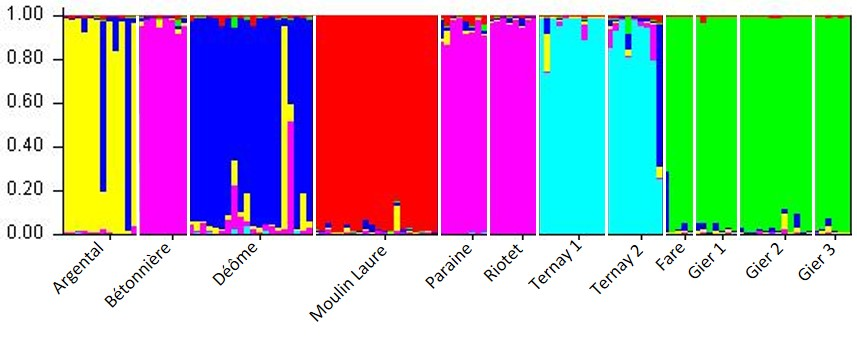 1.00
0.80
0.60
0.40
0.20
0.00
Argental
Bétonnière
Déôme
Moulin Laure
Paraine
Riotet
Ternay 1
Ternay 2
Fare
Gier 1
Gier 2
Gier 3